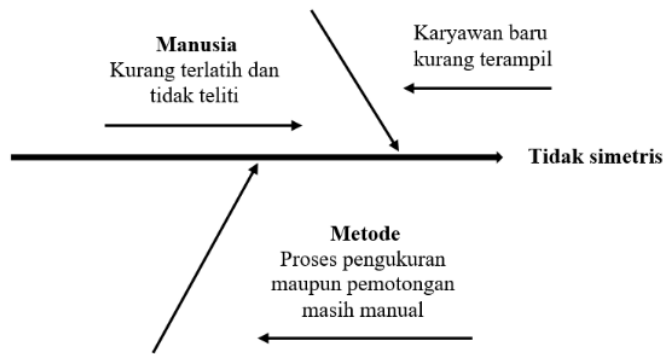 Manusia
Kurang terlatih dan
tidak teliti
Karyawan baru
kurang terampil
Tidak simetris
Metode
Proses pengukuran
maupun pemotongan
masih manual